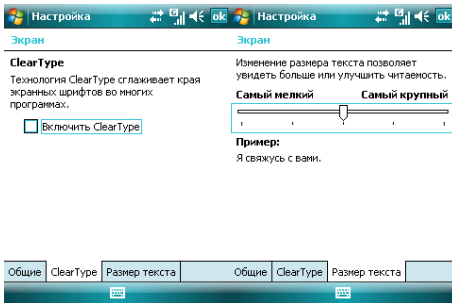 Настройка
ok
Экран
ClearType
Технология ClearType сглаживает края
экранных шрифтов во многих
программах.
Включить ClearType
Общие
ClearType
Размер текста
Настройка
ok
Экран
Изменение размера текста позволяет
увидеть больше или улучшить читаемость.
Самый мелкий
Самый крупный
Пример:
Я свяжусь с вами.
Общие
ClearType
Размер текста